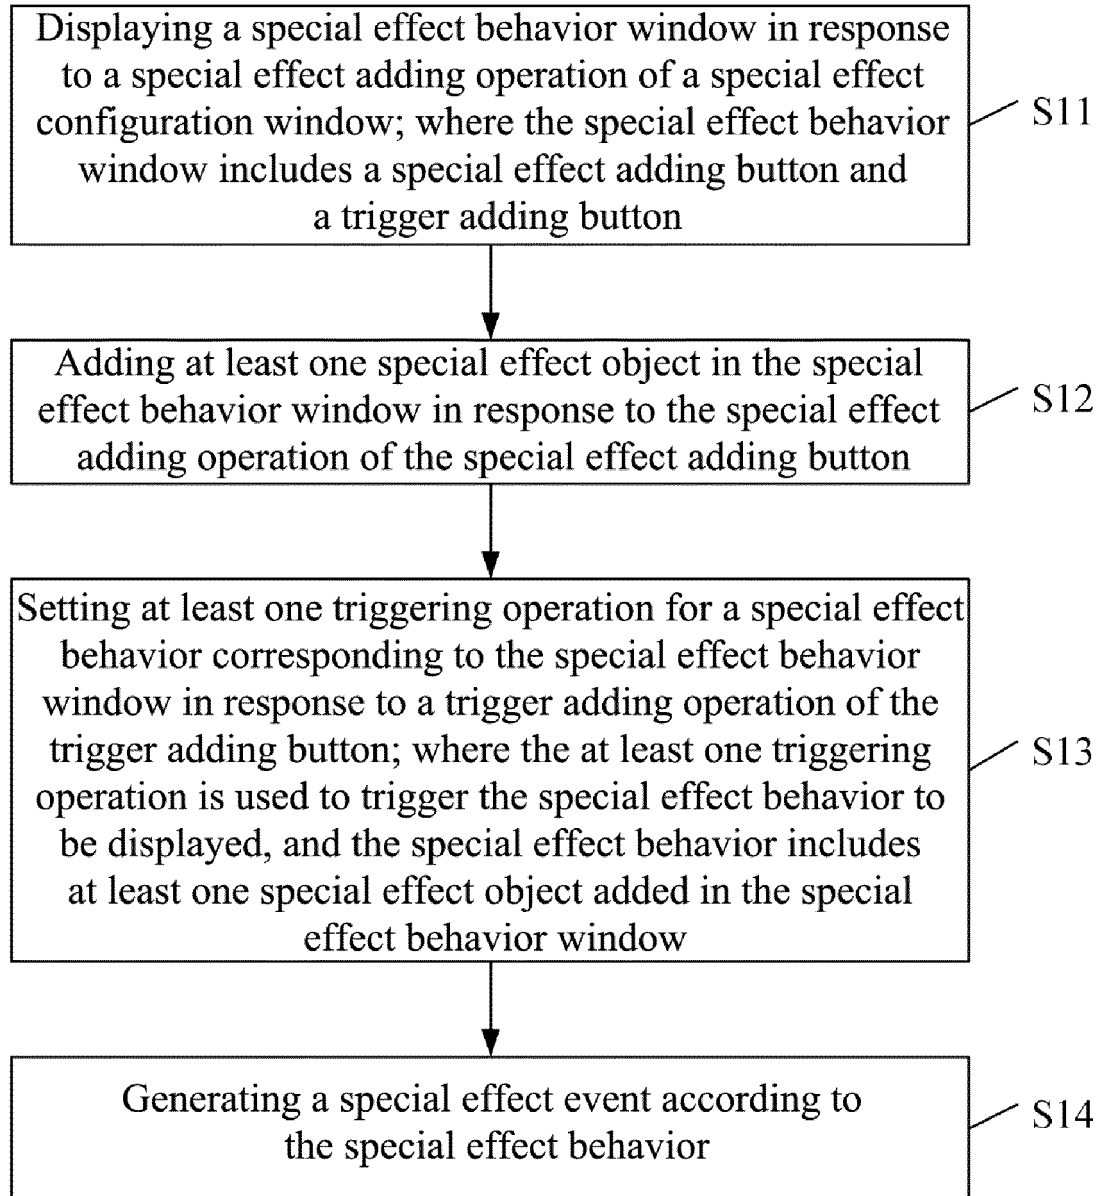 Displaying a special effect behavior window in response
to a special effect adding operation of a special effect
configuration window; where the special effect behavior
window includes a special effect adding button and
a trigger adding button
S11
Adding at least one special effect object in the special
effect behavior window in response to the special effect
adding operation of the special effect adding button
S12
Setting at least one triggering operation for a special effect
behavior corresponding to the special effect behavior
window in response to a trigger adding operation of the
trigger adding button; where the at least one triggering
operation is used to trigger the special effect behavior to
be displayed, and the special effect behavior includes
at least one special effect object added in the special
effect behavior window
S13
Generating a special effect event according to
the special effect behavior
S14